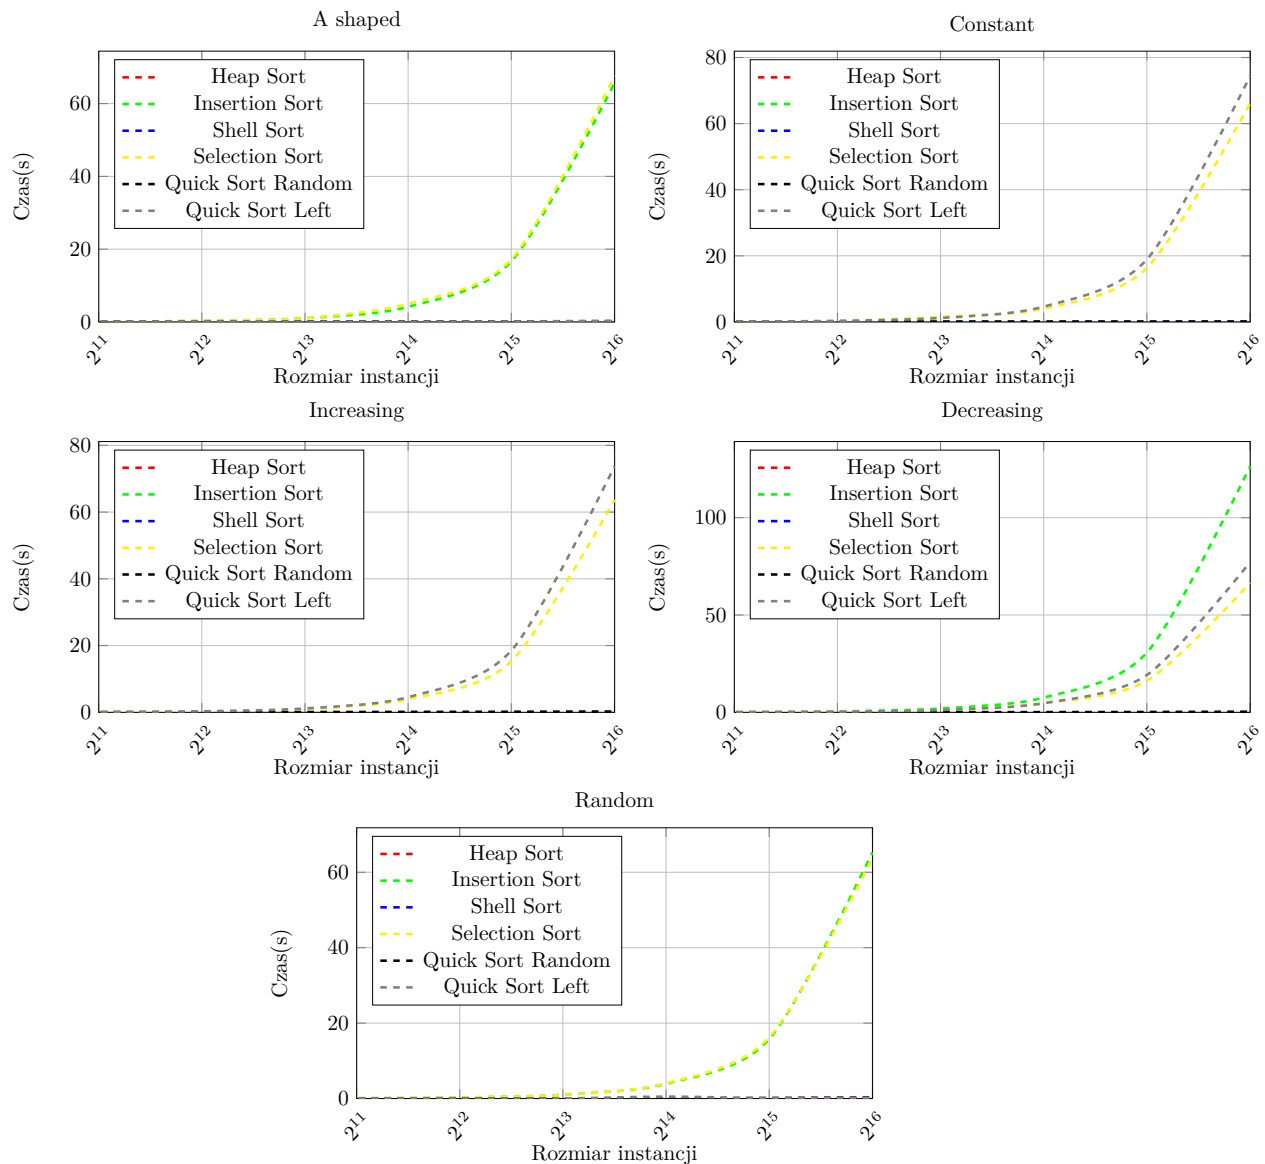 A shaped
Czas(s)
60
40
20
0
Heap Sort
Insertion Sort
Shell Sort
Selection Sort
Quick Sort Random
Quick Sort Left
2^11 2^12 2^13 2^14 2^15 2^16
Rozmiar instancji
Constant
Czas(s)
80
60
40
20
0
Heap Sort
Insertion Sort
Shell Sort
Selection Sort
Quick Sort Random
Quick Sort Left
2^11 2^12 2^13 2^14 2^15 2^16
Rozmiar instancji
Increasing
Czas(s)
80
60
40
20
0
Heap Sort
Insertion Sort
Shell Sort
Selection Sort
Quick Sort Random
Quick Sort Left
2^11 2^12 2^13 2^14 2^15 2^16
Rozmiar instancji
Decreasing
Czas(s)
100
50
0
Heap Sort
Insertion Sort
Shell Sort
Selection Sort
Quick Sort Random
Quick Sort Left
2^11 2^12 2^13 2^14 2^15 2^16
Rozmiar instancji
Random
Czas(s)
60
40
20
0
Heap Sort
Insertion Sort
Shell Sort
Selection Sort
Quick Sort Random
Quick Sort Left
2^11 2^12 2^13 2^14 2^15 2^16
Rozmiar instancji